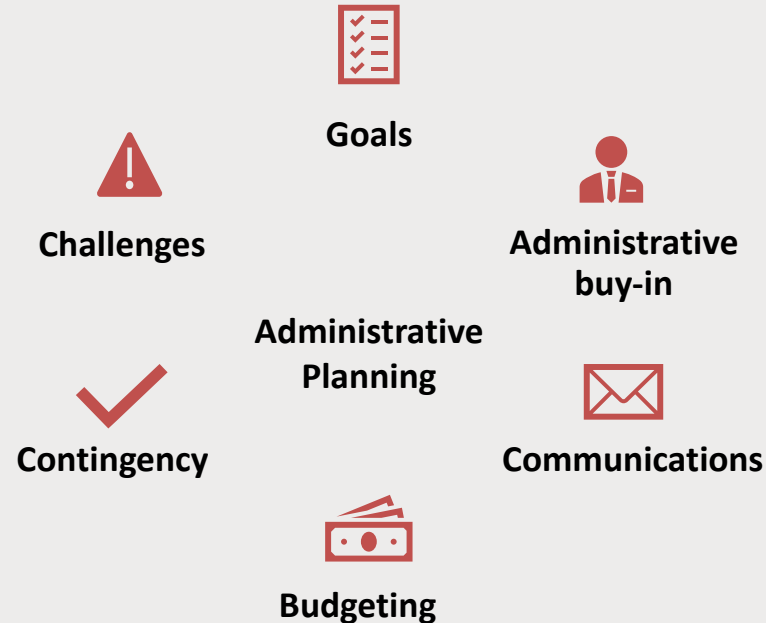 Goals
Challenges
Administrative
buy-in
Administrative
Planning
Contingency
Communications
Budgeting